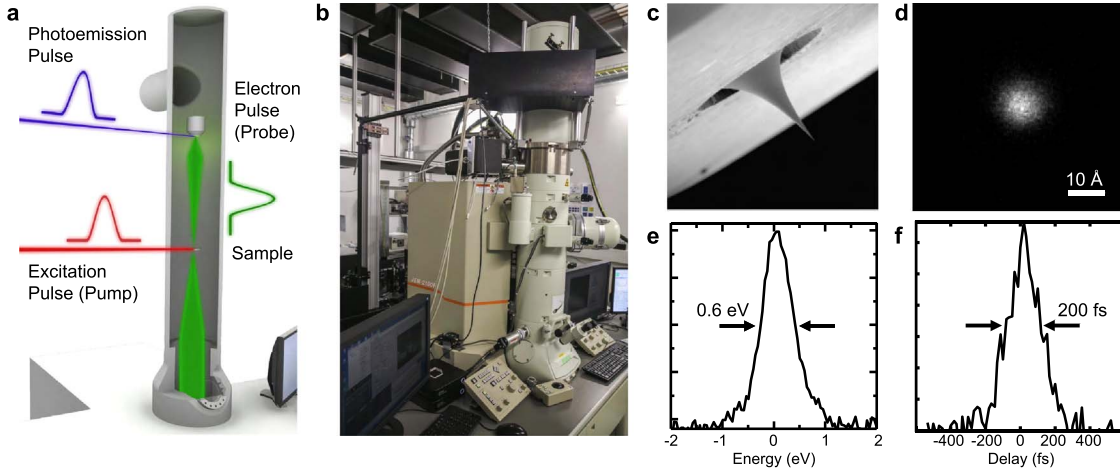 a
Photoemission
Pulse
Electron
Pulse
(Probe)
Sample
Excitation
Pulse (Pump)
b
c
d
10 Å
e
0.6 eV
-2 -1 0 1 2
Energy (eV)
f
200 fs
-400 -200 0 200 400
Delay (fs)